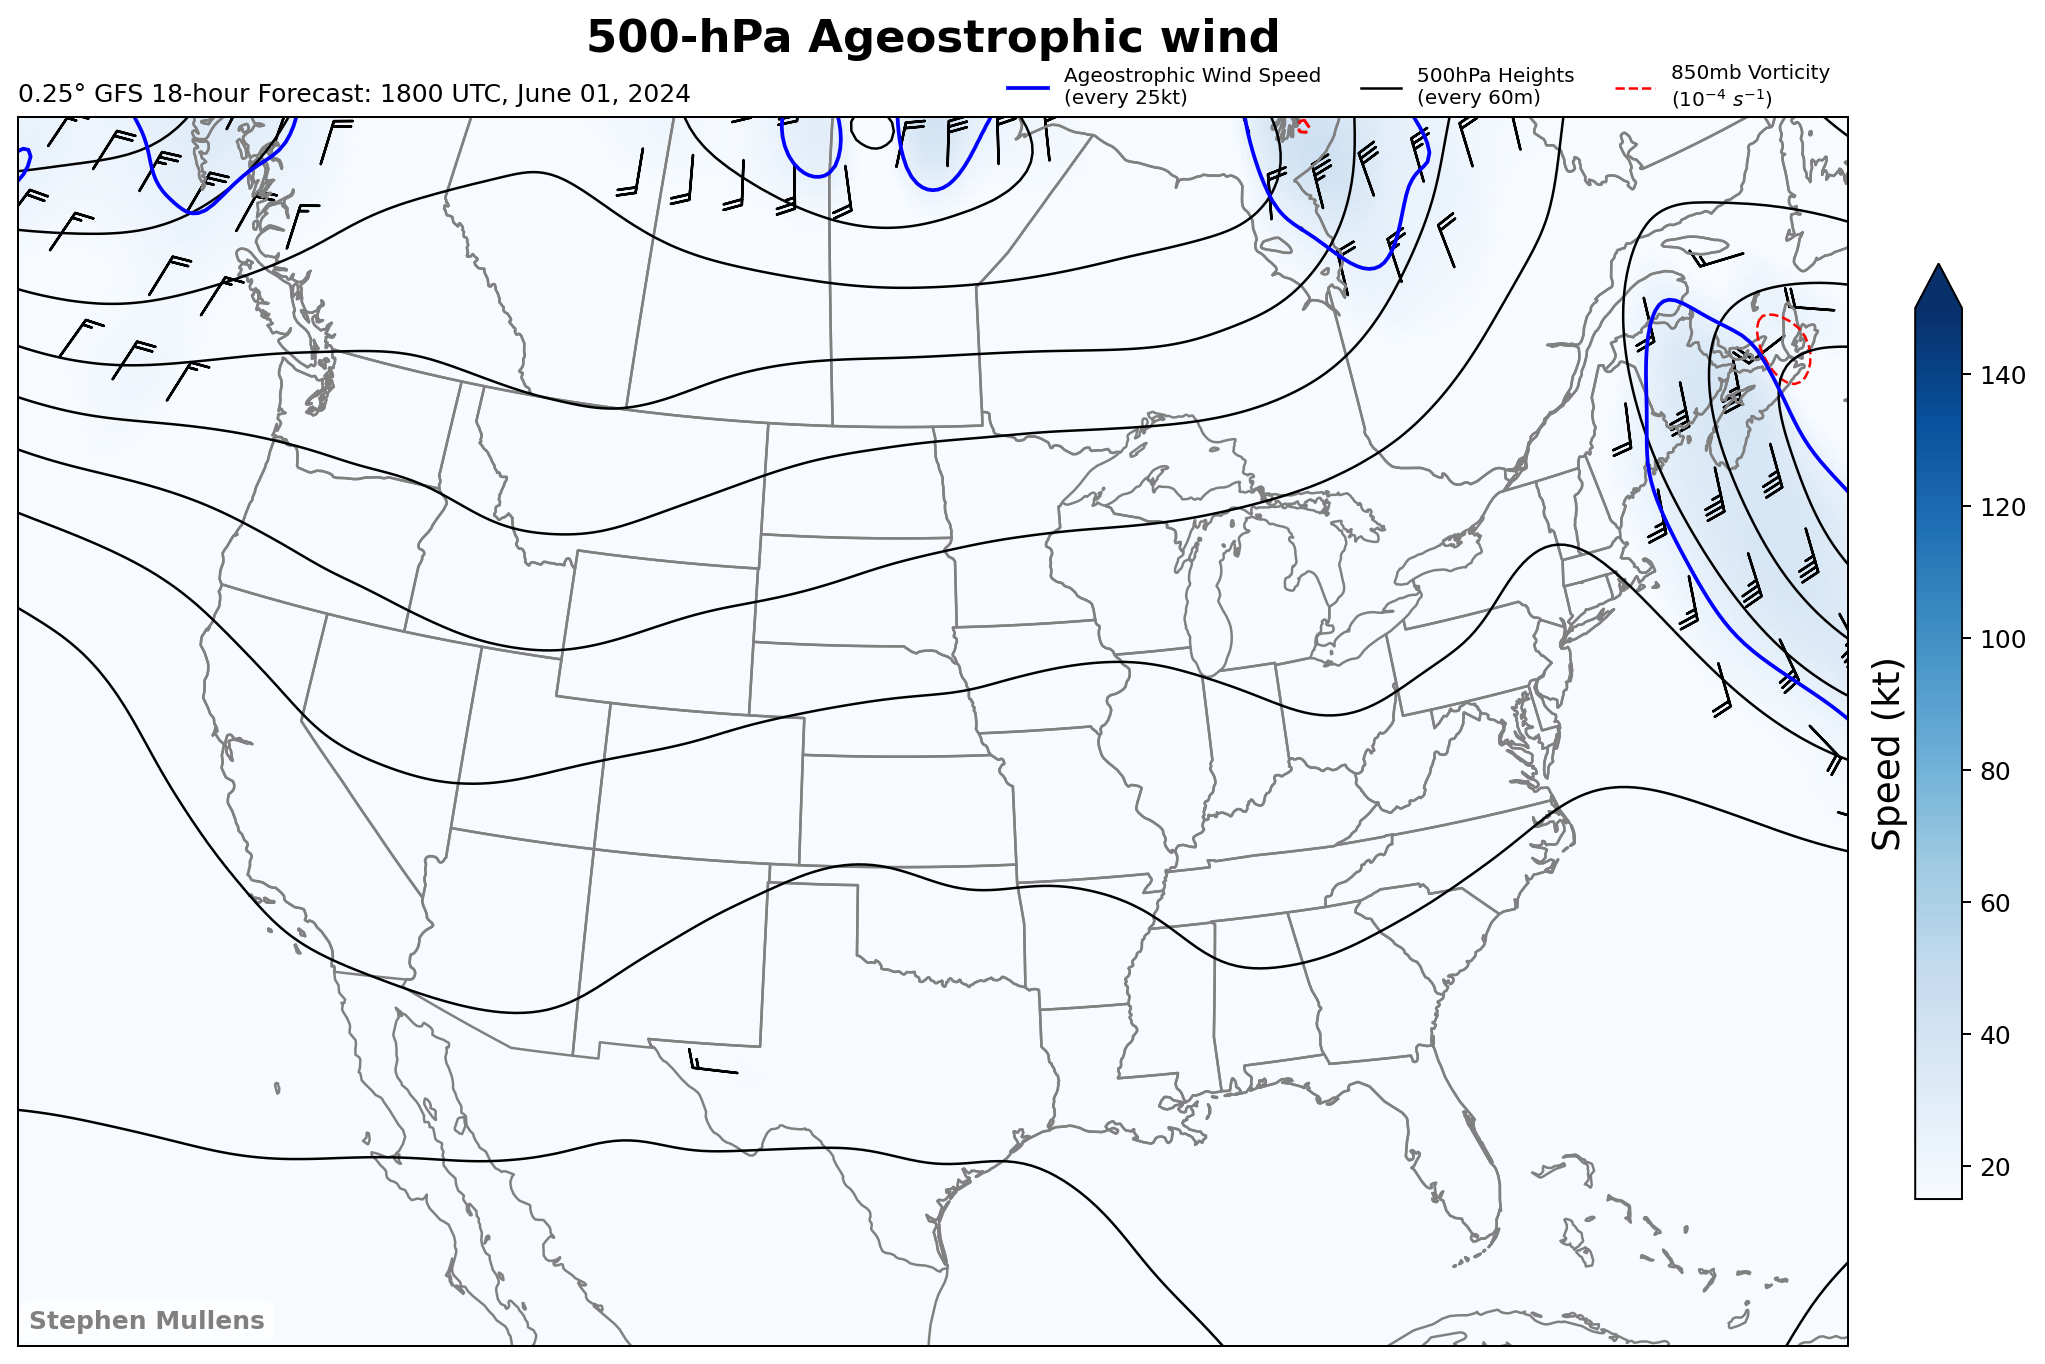 500-hPa Ageostrophic wind
0.25° GFS 18-hour Forecast: 1800 UTC, June 01, 2024
Ageostrophic Wind Speed
(every 25kt)
500hPa Heights
(every 60m)
850mb Vorticity
(10⁻⁴ s⁻¹)
140
120
100
80
60
40
20
Speed (kt)
Stephen Mullens